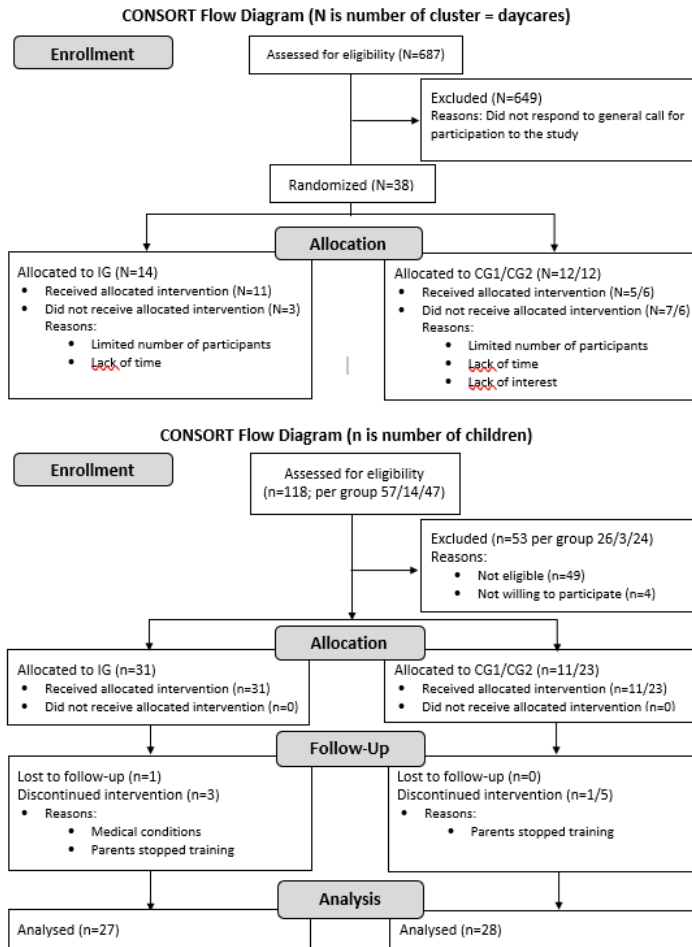 CONSORT Flow Diagram (N is number of cluster = daycares)
Enrollment
Assessed for eligibility (N=687)
Excluded (N=649)
Reasons: Did not respond to general call for
participation to the study
Randomized (N=38)
Allocation
Allocated to IG (N=14)
• Received allocated intervention (N=11)
• Did not receive allocated intervention (N=3)
Reasons:
• Limited number of participants
• Lack of time
Allocated to CG1/CG2 (N=12/12)
• Received allocated intervention (N=5/6)
• Did not receive allocated intervention (N=7/6)
Reasons:
• Limited number of participants
• Lack of time
• Lack of interest
CONSORT Flow Diagram (n is number of children)
Enrollment
Assessed for eligibility
(n=118; per group 57/14/47)
Excluded (n=53 per group 26/3/24)
Reasons:
• Not eligible (n=49)
• Not willing to participate (n=4)
Allocation
Allocated to IG (n=31)
• Received allocated intervention (n=31)
• Did not receive allocated intervention (n=0)
Allocated to CG1/CG2 (n=11/23)
• Received allocated intervention (n=11/23)
• Did not receive allocated intervention (n=0)
Follow-Up
Lost to follow-up (n=1)
Discontinued intervention (n=3)
• Reasons:
• Medical conditions
• Parents stopped training
Lost to follow-up (n=0)
Discontinued intervention (n=1/5)
• Reasons:
• Parents stopped training
Analysis
Analysed (n=27)
Analysed (n=28)